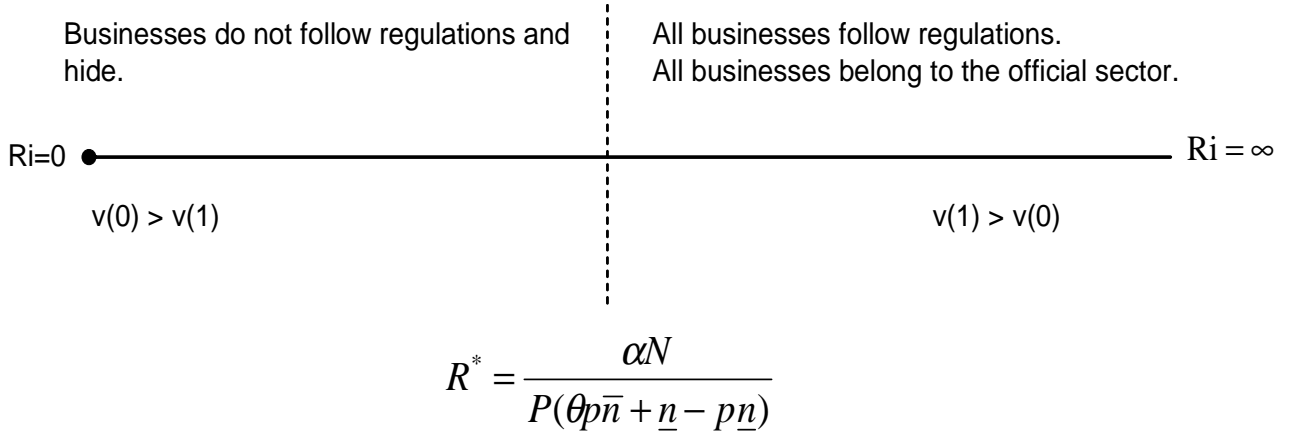 Businesses do not follow regulations and
hide.
All businesses follow regulations.
All businesses belong to the official sector.
Ri=0
Ri = ∞
v(0) > v(1)
v(1) > v(0)
R* = αN / P(θpn̅ + n̲ − pn̲)